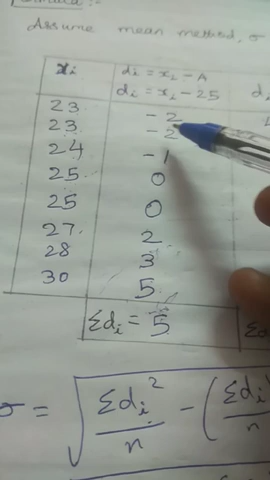 Assume mean method, σ
xi di = xi - A
di = xi - 25
23 -2
23 -2
24 -1
25 0
25 0
27 2
28 3
30 5
Σdi = 5
σ = √ Σdi²/n - (Σdi/n